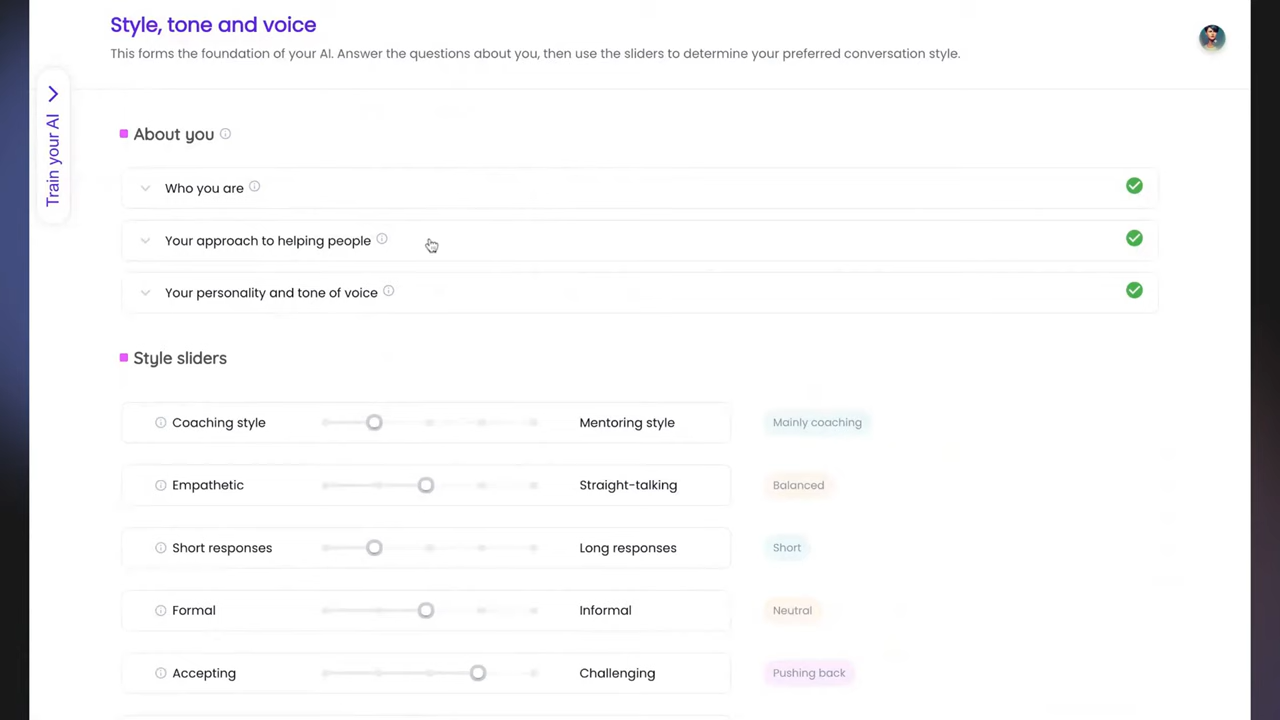 Style, tone and voice
This forms the foundation of your AI. Answer the questions about you, then use the sliders to determine your preferred conversation style.
Train your AI
About you
Who you are
Your approach to helping people
Your personality and tone of voice
Style sliders
Coaching style Mentoring style Mainly coaching
Empathetic Straight-talking Balanced
Short responses Long responses Short
Formal Informal Neutral
Accepting Challenging Pushing back